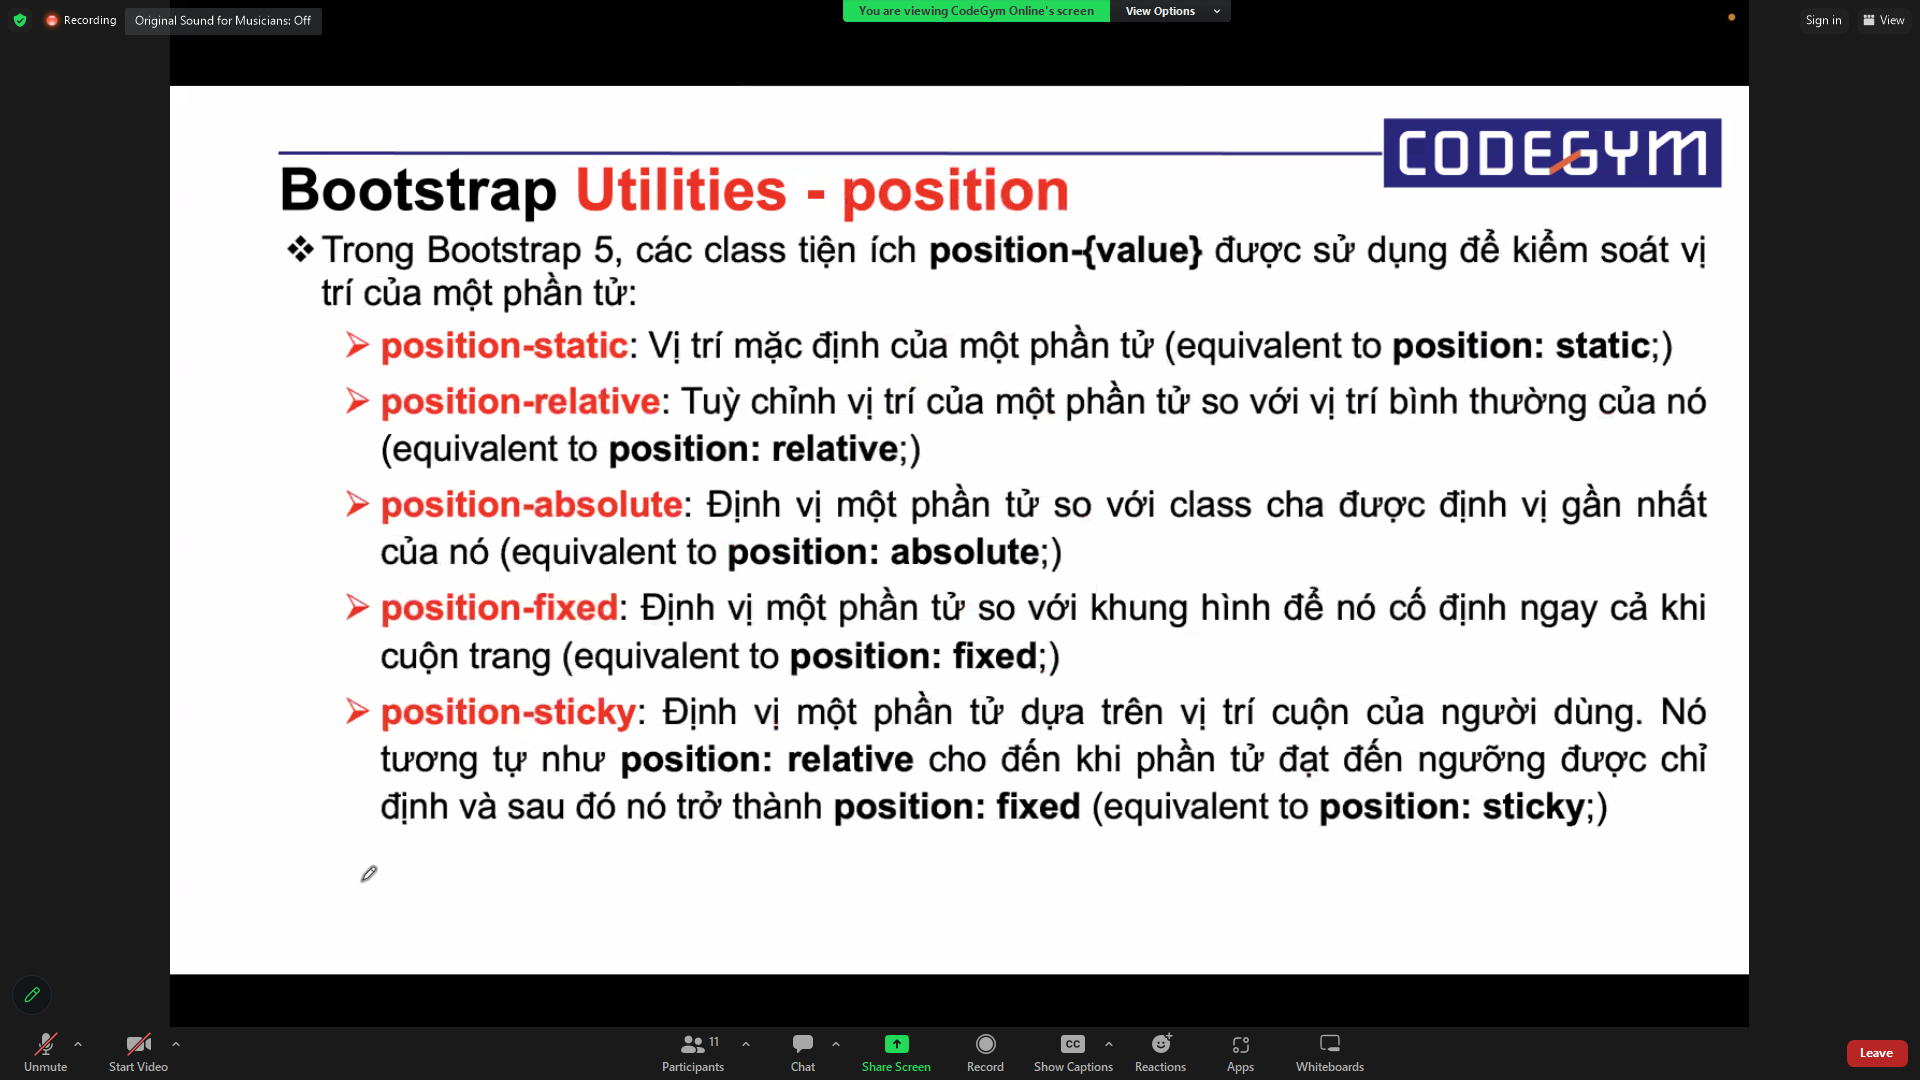 Recording
Original Sound for Musicians: Off
You are viewing CodeGym Online's screen
View Options
Sign in
View
CODEGYM
Bootstrap Utilities - position
Trong Bootstrap 5, các class tiện ích position-{value} được sử dụng để kiểm soát vị
trí của một phần tử:
position-static: Vị trí mặc định của một phần tử (equivalent to position: static;)
position-relative: Tuỳ chỉnh vị trí của một phần tử so với vị trí bình thường của nó
(equivalent to position: relative;)
position-absolute: Định vị một phần tử so với class cha được định vị gần nhất
của nó (equivalent to position: absolute;)
position-fixed: Định vị một phần tử so với khung hình để nó cố định ngay cả khi
cuộn trang (equivalent to position: fixed;)
position-sticky: Định vị một phần tử dựa trên vị trí cuộn của người dùng. Nó
tương tự như position: relative cho đến khi phần tử đạt đến ngưỡng được chỉ
định và sau đó nó trở thành position: fixed (equivalent to position: sticky;)
Unmute
Start Video
Participants 11
Chat
Share Screen
Record
CC
Show Captions
Reactions
Apps
Whiteboards
Leave